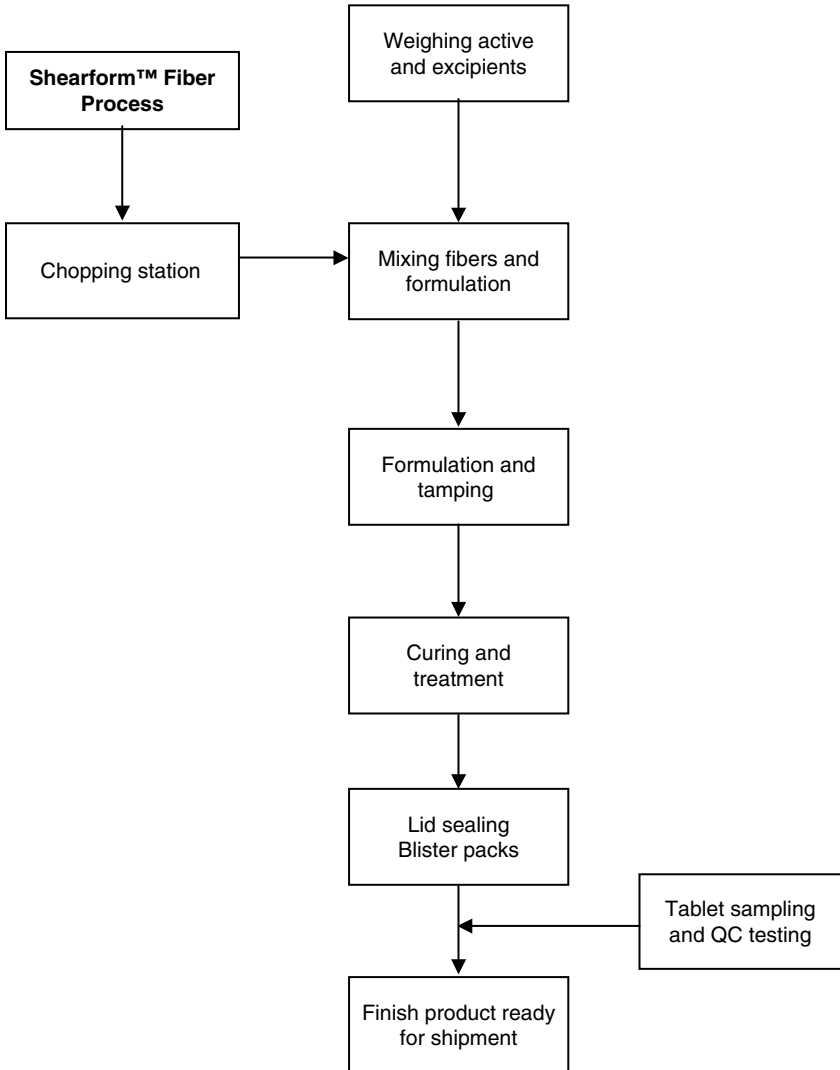 Weighing active
and excipients
Shearform™ Fiber
Process
Chopping station
Mixing fibers and
formulation
Formulation and
tamping
Curing and
treatment
Lid sealing
Blister packs
Tablet sampling
and QC testing
Finish product ready
for shipment